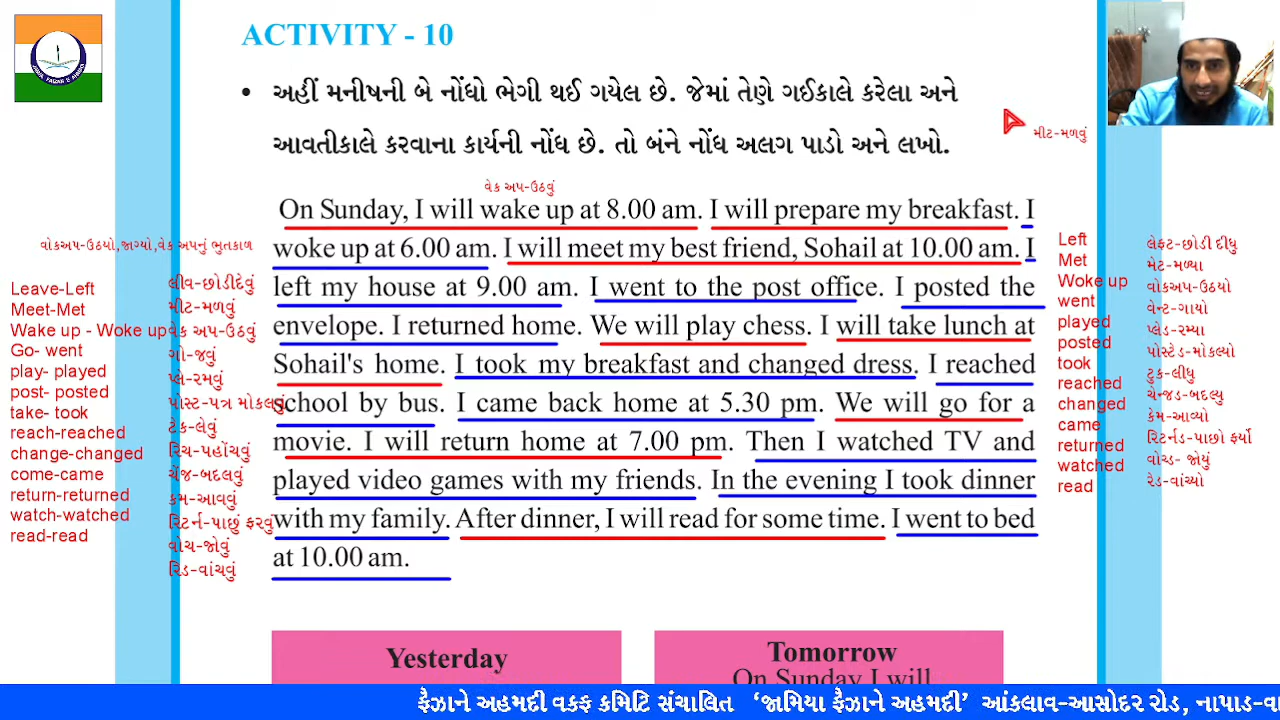 ACTIVITY - 10
• અહીં મનીષની બે નોંધો ભેગી થઈ ગયેલ છે. જેમાં તેણે ગઈકાલે કરેલા અને
આવતીકાલે કરવાના કાર્યની નોંધ છે. તો બંને નોંધ અલગ પાડો અને લખો.
મીટ-મળવું
વેક અપ-ઉઠવું
On Sunday, I will wake up at 8.00 am. I will prepare my breakfast. I
woke up at 6.00 am. I will meet my best friend, Sohail at 10.00 am. I
left my house at 9.00 am. I went to the post office. I posted the
envelope. I returned home. We will play chess. I will take lunch at
Sohail's home. I took my breakfast and changed dress. I reached
school by bus. I came back home at 5.30 pm. We will go for a
movie. I will return home at 7.00 pm. Then I watched TV and
played video games with my friends. In the evening I took dinner
with my family. After dinner, I will read for some time. I went to bed
at 10.00 am.
વોકઅપ-ઉઠયો,જાગ્યો,વેક અપનું ભુતકાળ
Leave-Left
Meet-Met
Wake up - Woke up
Go- went
play- played
post- posted
take- took
reach-reached
change-changed
come-came
return-returned
watch-watched
read-read
લીવ-છોડીદેવું
મીટ-મળવું
વેક અપ-ઉઠવું
ગો-જવું
પ્લે-રમવું
પોસ્ટ-પત્ર મોકલવું
ટેક-લેવું
રિચ-પહોંચવું
ચેંજ-બદલવું
કમ-આવવું
રિટર્ન-પાછું ફરવું
વોચ-જોવું
રિડ-વાંચવું
Left
Met
Woke up
went
played
posted
took
reached
changed
came
returned
watched
read
લેફ્ટ-છોડી દીધુ
મેટ-મળ્યા
વોકઅપ-ઉઠયો
વેન્ટ-ગાયો
પ્લેડ-રમ્યા
પોસ્ટેડ-મોકલ્યો
ટુક-લીધુ
ચેન્જડ-બદલ્યુ
કેમ-આવ્યો
રિટર્નડ-પાછો ફર્યો
વોચ્ડ- જોયું
રેડ-વાંચ્યો
Yesterday
Tomorrow
On Sunday I will
ફૈઝાને અહમદી વકફ કમિટિ સંચાલિત ‘જામિયા ફૈઝાને અહમદી’ આંકલાવ-આસોદર રોડ, નાપાડ-વા